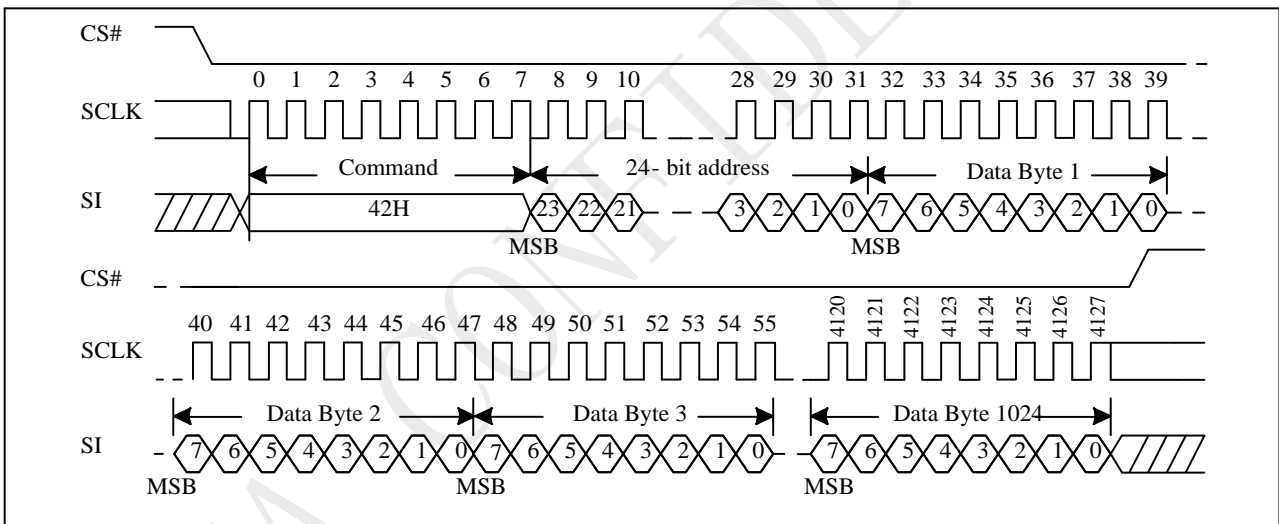 CS#
0 1 2 3 4 5 6 7 8 9 10 28 29 30 31 32 33 34 35 36 37 38 39
SCLK
Command 24- bit address Data Byte 1
SI
42H 23 22 21 3 2 1 0 7 6 5 4 3 2 1 0
MSB MSB
CS#
40 41 42 43 44 45 46 47 48 49 50 51 52 53 54 55 4120 4121 4122 4123 4124 4125 4126 4127
SCLK
Data Byte 2 Data Byte 3 Data Byte 1024
SI
7 6 5 4 3 2 1 0 7 6 5 4 3 2 1 0 7 6 5 4 3 2 1 0
MSB MSB MSB